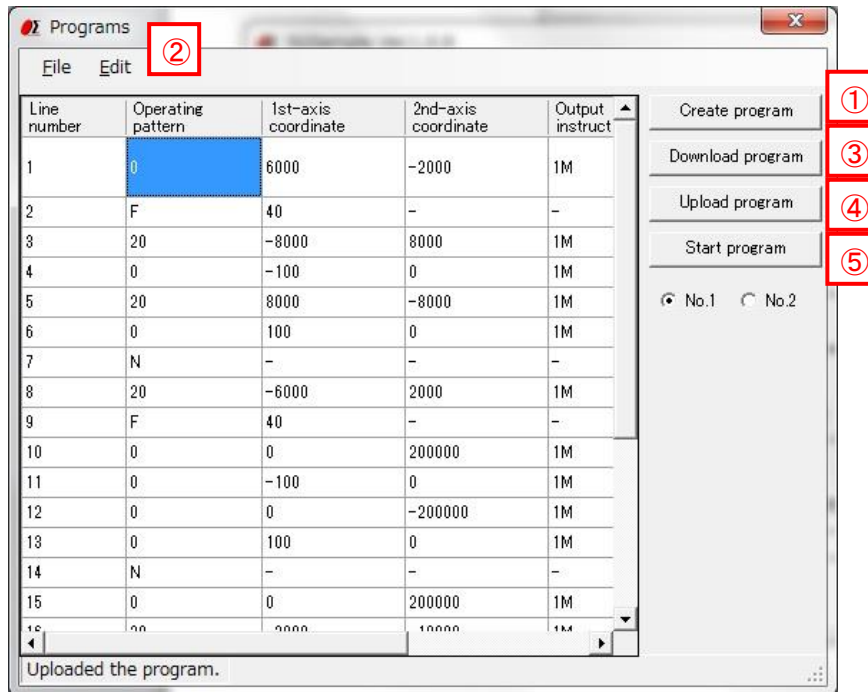 Programs
②
File Edit
Line number Operating pattern 1st-axis coordinate 2nd-axis coordinate Output instruct
1 0 6000 -2000 1M
2 F 40 - -
3 20 -8000 8000 1M
4 0 -100 0 1M
5 20 8000 -8000 1M
6 0 100 0 1M
7 N - - -
8 20 -6000 2000 1M
9 F 40 - -
10 0 0 200000 1M
11 0 -100 0 1M
12 0 0 -200000 1M
13 0 100 0 1M
14 N - - -
15 0 0 200000 1M
Create program ①
Download program ③
Upload program ④
Start program ⑤
No.1 No.2
Uploaded the program.